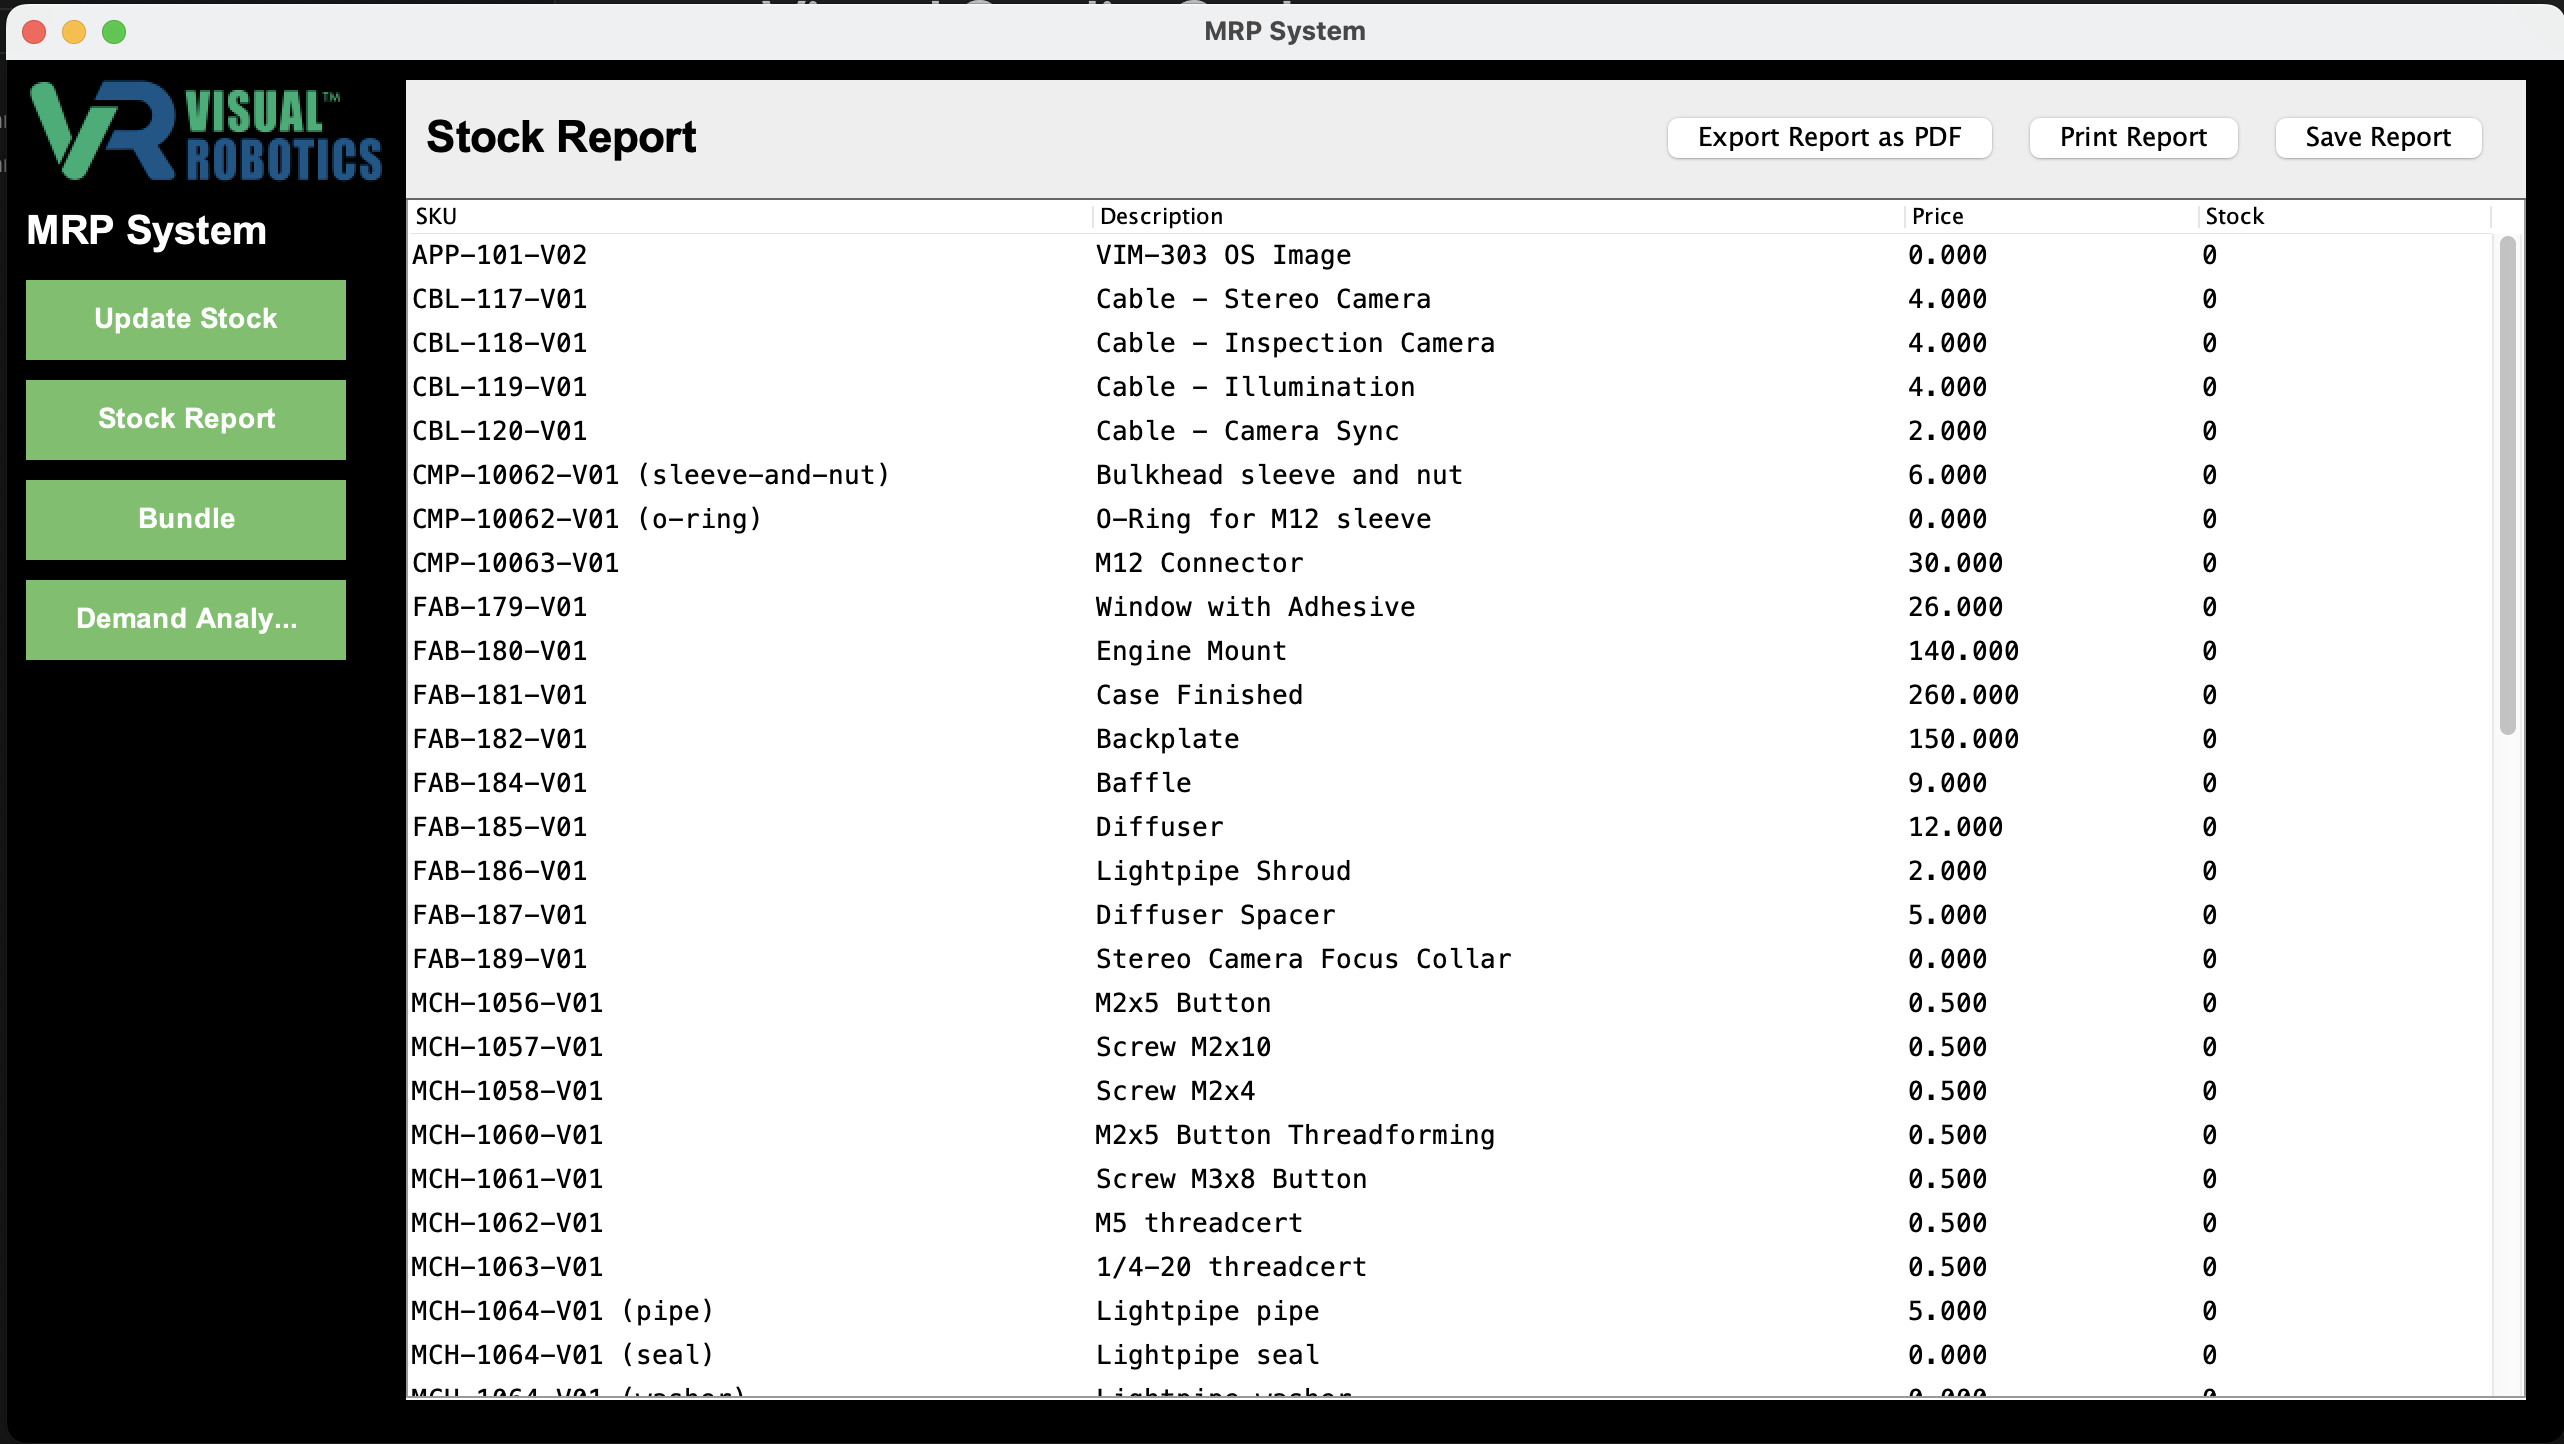 MRP System
VISUAL™
ROBOTICS
MRP System
Update Stock
Stock Report
Bundle
Demand Analy...
Stock Report
Export Report as PDF Print Report Save Report
SKU Description Price Stock
APP-101-V02 VIM-303 OS Image 0.000 0
CBL-117-V01 Cable - Stereo Camera 4.000 0
CBL-118-V01 Cable - Inspection Camera 4.000 0
CBL-119-V01 Cable - Illumination 4.000 0
CBL-120-V01 Cable - Camera Sync 2.000 0
CMP-10062-V01 (sleeve-and-nut) Bulkhead sleeve and nut 6.000 0
CMP-10062-V01 (o-ring) O-Ring for M12 sleeve 0.000 0
CMP-10063-V01 M12 Connector 30.000 0
FAB-179-V01 Window with Adhesive 26.000 0
FAB-180-V01 Engine Mount 140.000 0
FAB-181-V01 Case Finished 260.000 0
FAB-182-V01 Backplate 150.000 0
FAB-184-V01 Baffle 9.000 0
FAB-185-V01 Diffuser 12.000 0
FAB-186-V01 Lightpipe Shroud 2.000 0
FAB-187-V01 Diffuser Spacer 5.000 0
FAB-189-V01 Stereo Camera Focus Collar 0.000 0
MCH-1056-V01 M2x5 Button 0.500 0
MCH-1057-V01 Screw M2x10 0.500 0
MCH-1058-V01 Screw M2x4 0.500 0
MCH-1060-V01 M2x5 Button Threadforming 0.500 0
MCH-1061-V01 Screw M3x8 Button 0.500 0
MCH-1062-V01 M5 threadcert 0.500 0
MCH-1063-V01 1/4-20 threadcert 0.500 0
MCH-1064-V01 (pipe) Lightpipe pipe 5.000 0
MCH-1064-V01 (seal) Lightpipe seal 0.000 0
MCH-1064-V01 (washer) Lightpipe washer 0.000 0